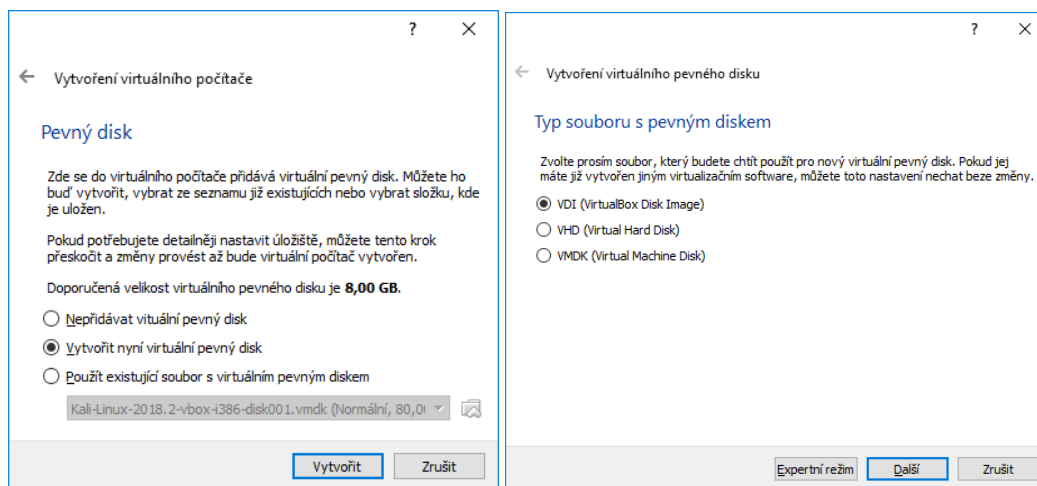 ?
Vytvoření virtuálního počítače
Pevný disk
Zde se do virtuálního počítače přidává virtuální pevný disk. Můžete ho
buď vytvořit, vybrat ze seznamu již existujících nebo vybrat složku, kde
je uložen.
Pokud potřebujete detailněji nastavit úložiště, můžete tento krok
přeskočit a změny provést až bude virtuální počítač vytvořen.
Doporučená velikost virtuálního pevného disku je 8,00 GB.
Nepřidávat vituální pevný disk
Vytvořit nyní virtuální pevný disk
Použít existující soubor s virtuálním pevným diskem
Kali-Linux-2018.2-vbox-i386-disk001.vmdk (Normální, 80,0
Vytvořit
Zrušit
?
Vytvoření virtuálního pevného disku
Typ souboru s pevným diskem
Zvolte prosím soubor, který budete chtít použít pro nový virtuální pevný disk. Pokud jej
máte již vytvořen jiným virtualizačním software, můžete toto nastavení nechat beze změny.
VDI (VirtualBox Disk Image)
VHD (Virtual Hard Disk)
VMDK (Virtual Machine Disk)
Expertní režim
Další
Zrušit